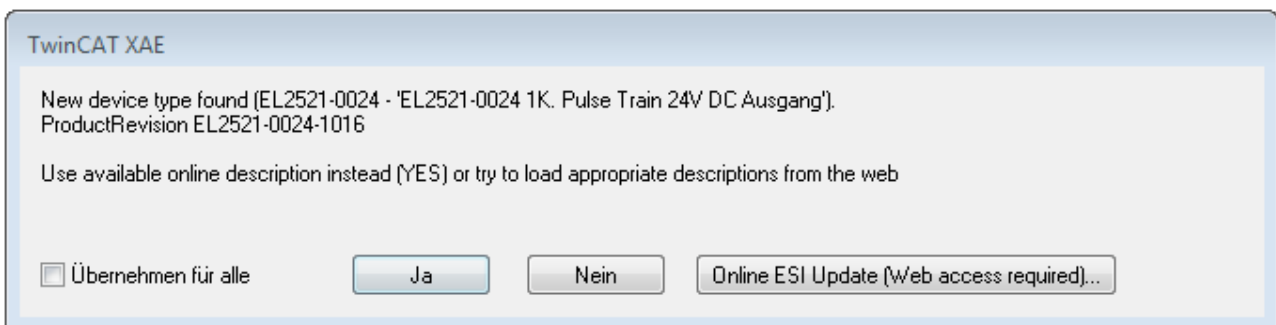 TwinCAT XAE
New device type found (EL2521-0024 - 'EL2521-0024 1K. Pulse Train 24V DC Ausgang').
ProductRevision EL2521-0024-1016
Use available online description instead (YES) or try to load appropriate descriptions from the web
Übernehmen für alle
Ja
Nein
Online ESI Update (Web access required)...